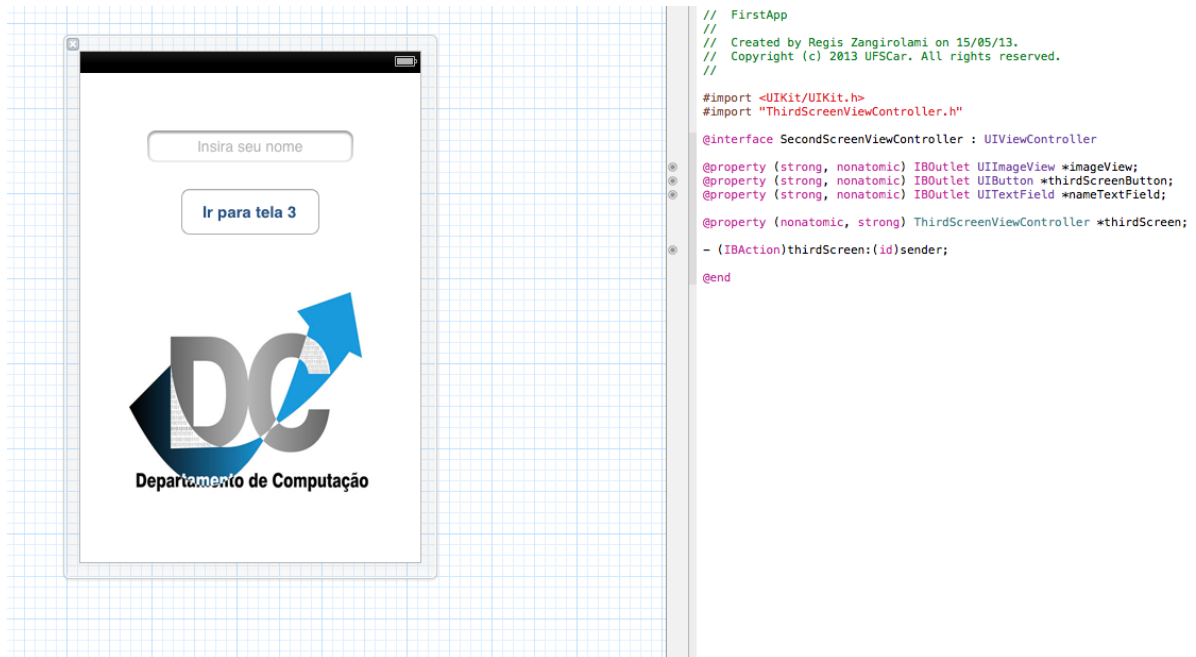 Insira seu nome
Ir para tela 3
DC
Departamento de Computação
//  FirstApp
//
//  Created by Regis Zangirolami on 15/05/13.
//  Copyright (c) 2013 UFSCar. All rights reserved.
//
#import <UIKit/UIKit.h>
#import "ThirdScreenViewController.h"
@interface SecondScreenViewController : UIViewController
@property (strong, nonatomic) IBOutlet UIImageView *imageView;
@property (strong, nonatomic) IBOutlet UIButton *thirdScreenButton;
@property (strong, nonatomic) IBOutlet UITextField *nameTextField;
@property (nonatomic, strong) ThirdScreenViewController *thirdScreen;
- (IBAction)thirdScreen:(id)sender;
@end